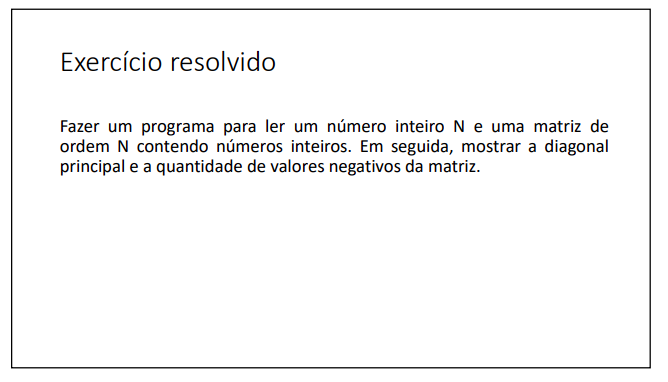 Exercício resolvido
Fazer um programa para ler um número inteiro N e uma matriz de
ordem N contendo números inteiros. Em seguida, mostrar a diagonal
principal e a quantidade de valores negativos da matriz.